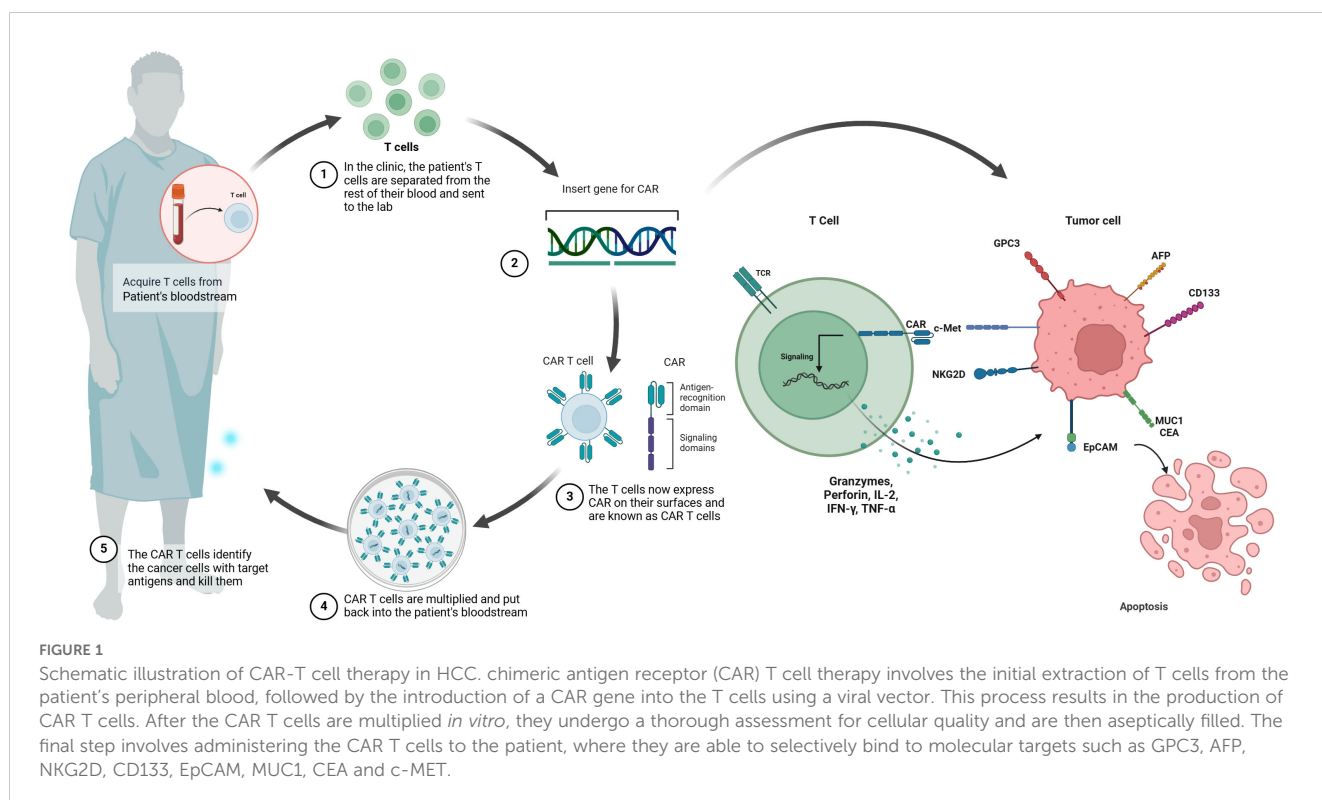 T cells
1
In the clinic, the patient's T
cells are separated from the
rest of their blood and sent
to the lab
T cell
Acquire T cells from
Patient's bloodstream
Insert gene for CAR
2
CAR T cell
CAR
Antigen-
recognition
domain
Signaling
domains
3
The T cells now express
CAR on their surfaces and
are known as CAR T cells
4
CAR T cells are multiplied and put
back into the patient's bloodstream
5
The CAR T cells identify
the cancer cells with target
antigens and kill them
T Cell
TCR
CAR
Signaling
Granzymes,
Perforin, IL-2,
IFN-γ, TNF-α
Tumor cell
GPC3
AFP
CD133
c-Met
NKG2D
MUC1
CEA
EpCAM
Apoptosis
FIGURE 1
Schematic illustration of CAR-T cell therapy in HCC. chimeric antigen receptor (CAR) T cell therapy involves the initial extraction of T cells from the
patient's peripheral blood, followed by the introduction of a CAR gene into the T cells using a viral vector. This process results in the production of
CAR T cells. After the CAR T cells are multiplied in vitro, they undergo a thorough assessment for cellular quality and are then aseptically filled. The
final step involves administering the CAR T cells to the patient, where they are able to selectively bind to molecular targets such as GPC3, AFP,
NKG2D, CD133, EpCAM, MUC1, CEA and c-MET.